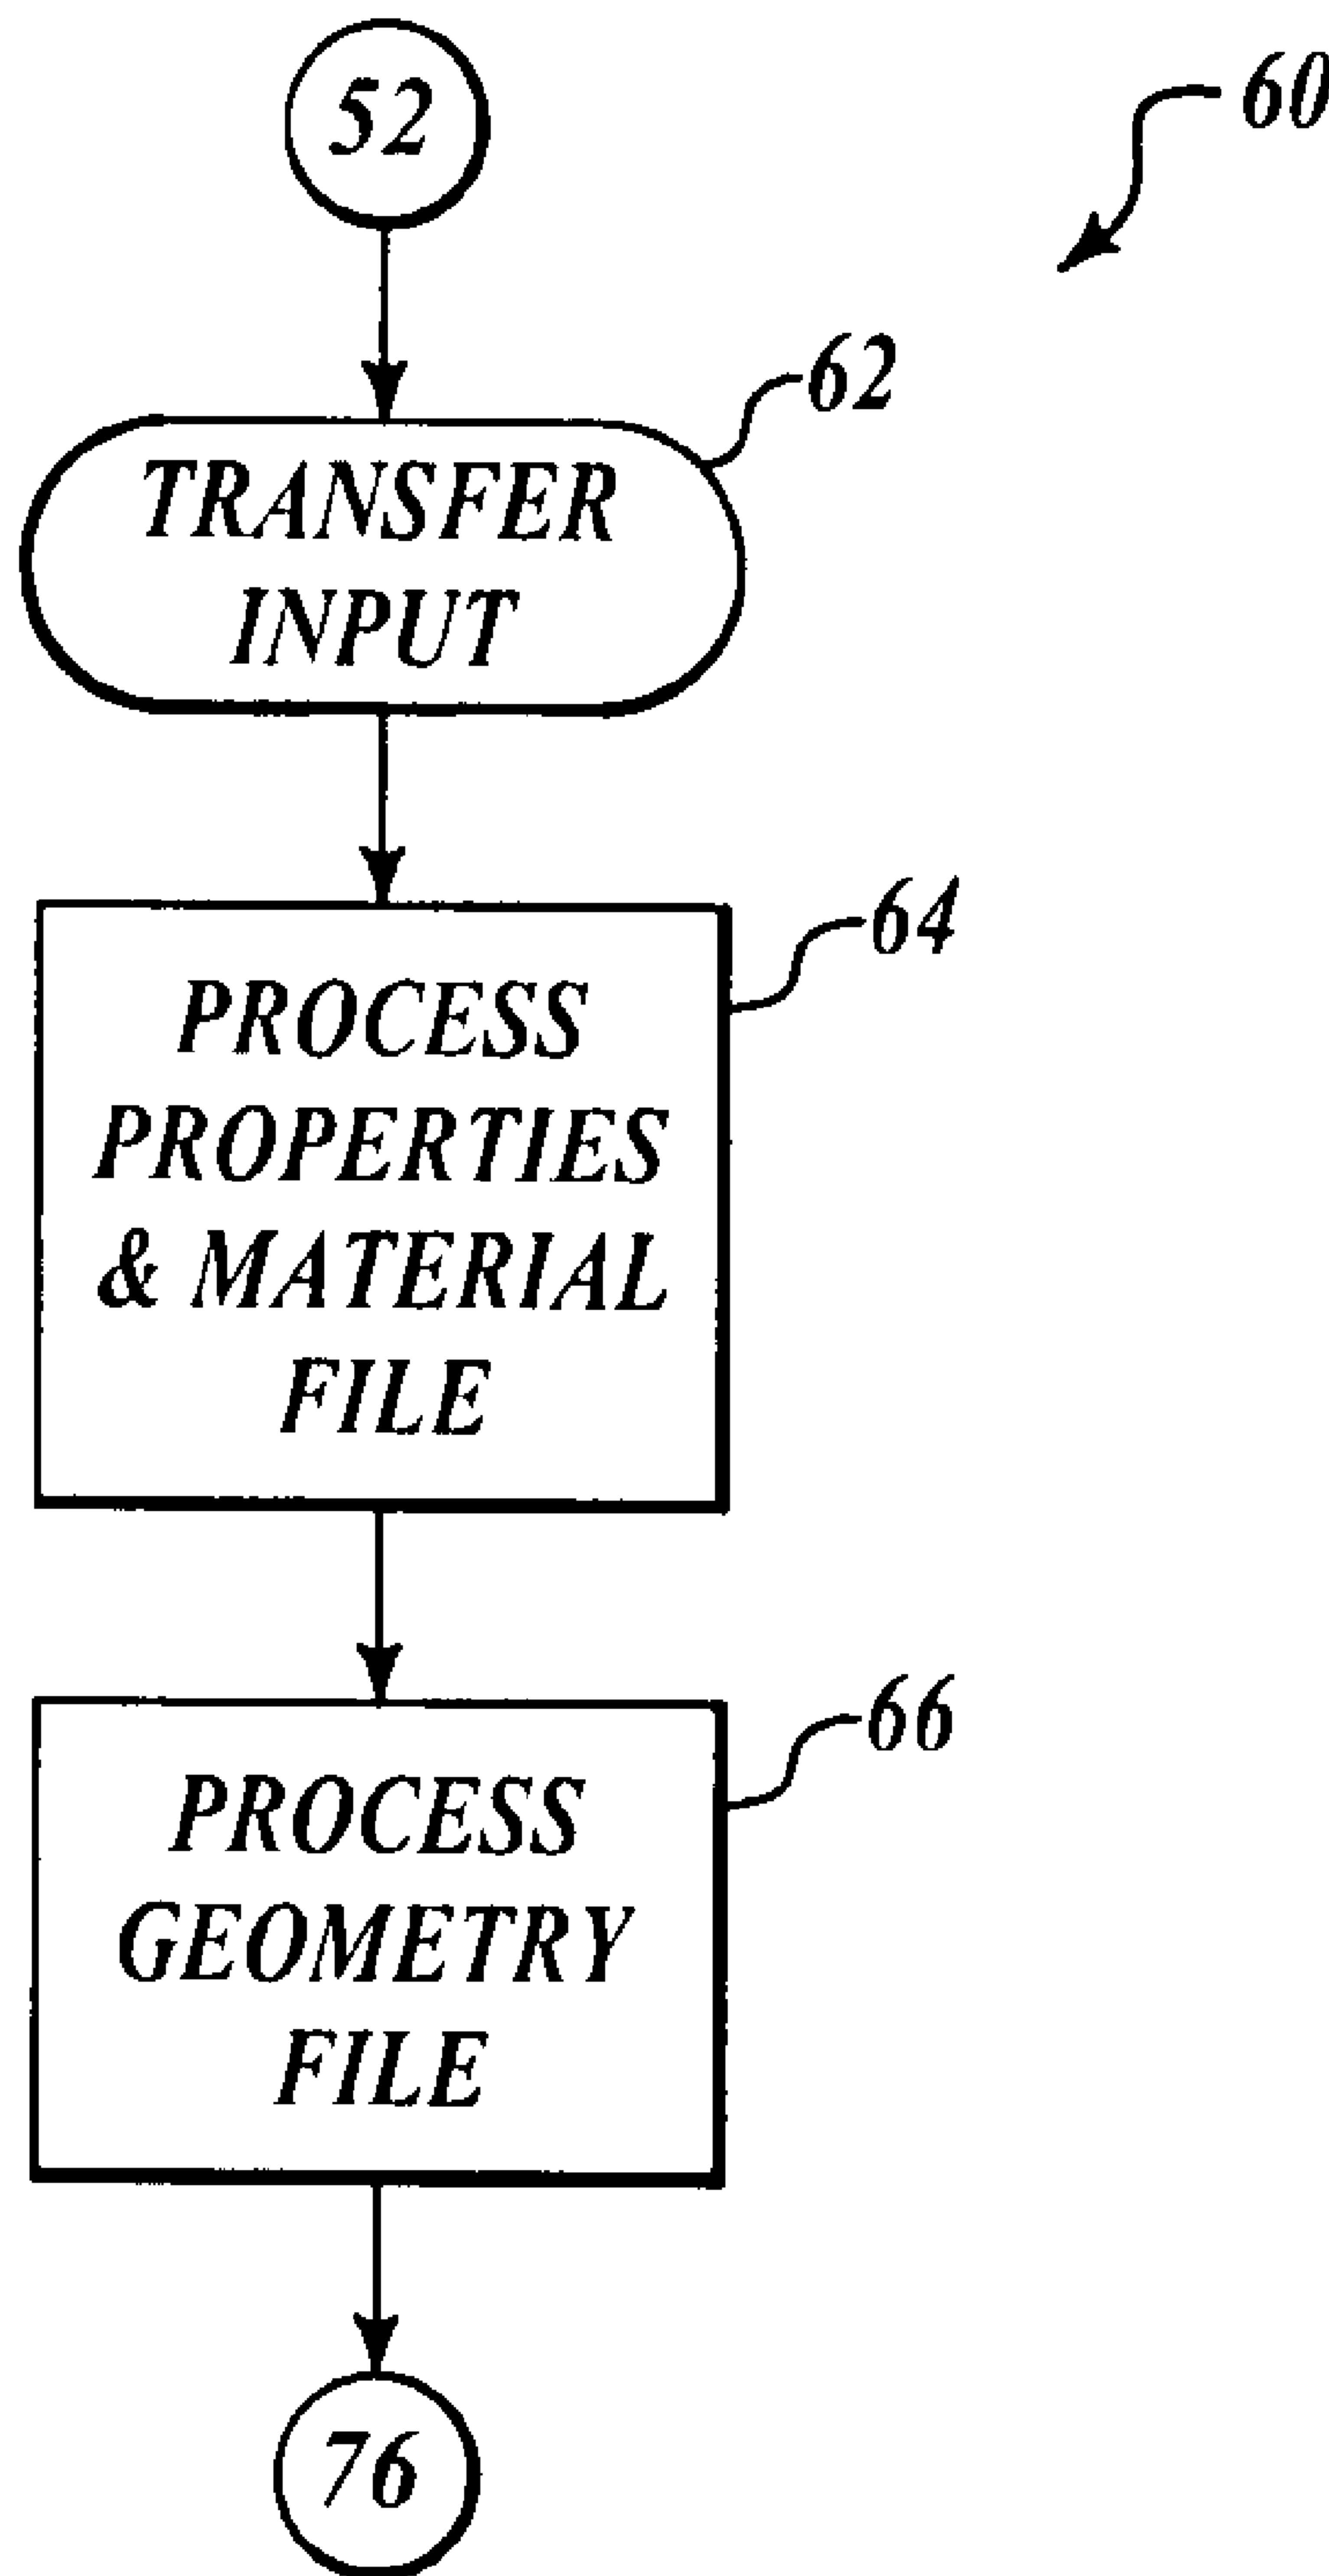 52
60
62
TRANSFER
INPUT
64
PROCESS
PROPERTIES
& MATERIAL
FILE
66
PROCESS
GEOMETRY
FILE
76